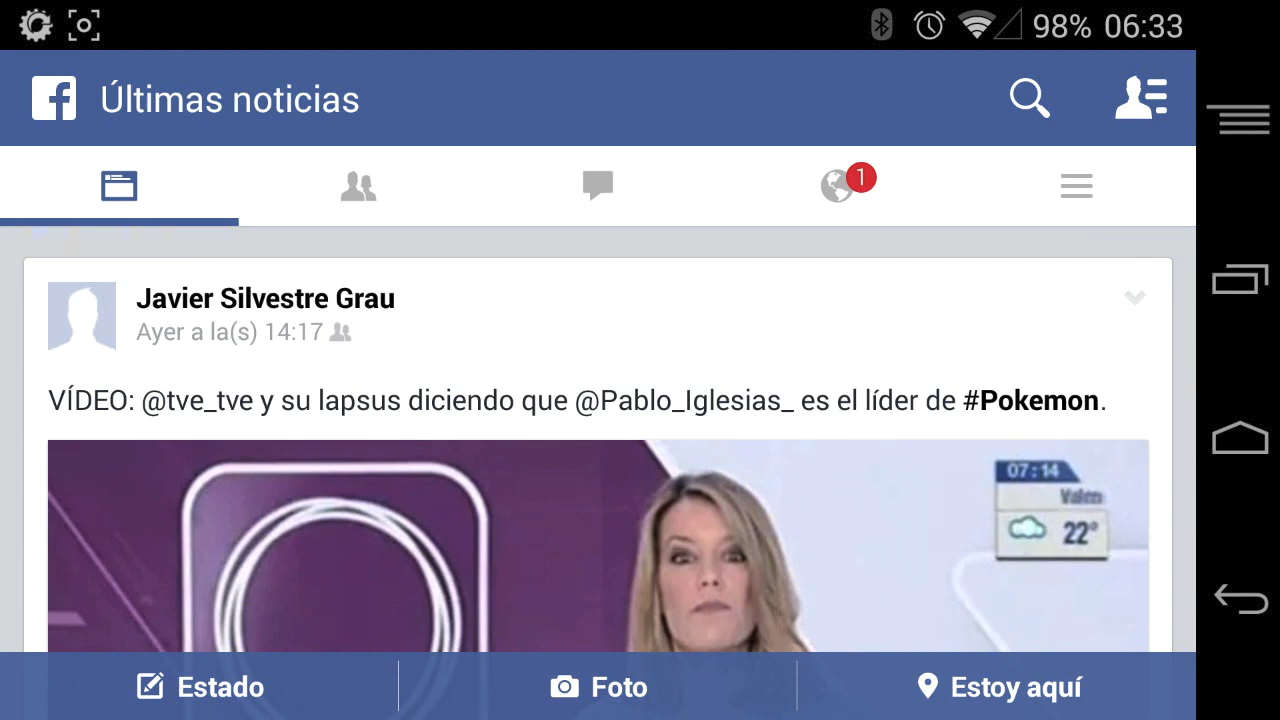 98% 06:33
Últimas noticias
1
Javier Silvestre Grau
Ayer a la(s) 14:17
VÍDEO: @tve_tve y su lapsus diciendo que @Pablo_Iglesias_ es el líder de #Pokemon.
07:14
Valen
22°
Estado
Foto
Estoy aquí